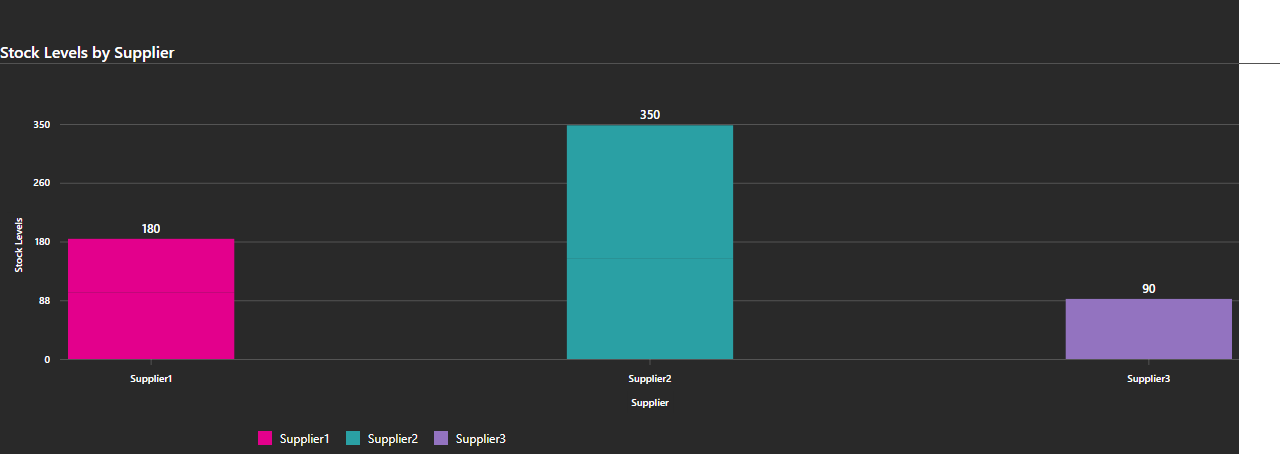 Stock Levels by Supplier
350
350
260
180
180
88
90
0
Stock Levels
Supplier1
Supplier2
Supplier3
Supplier
Supplier1 Supplier2 Supplier3